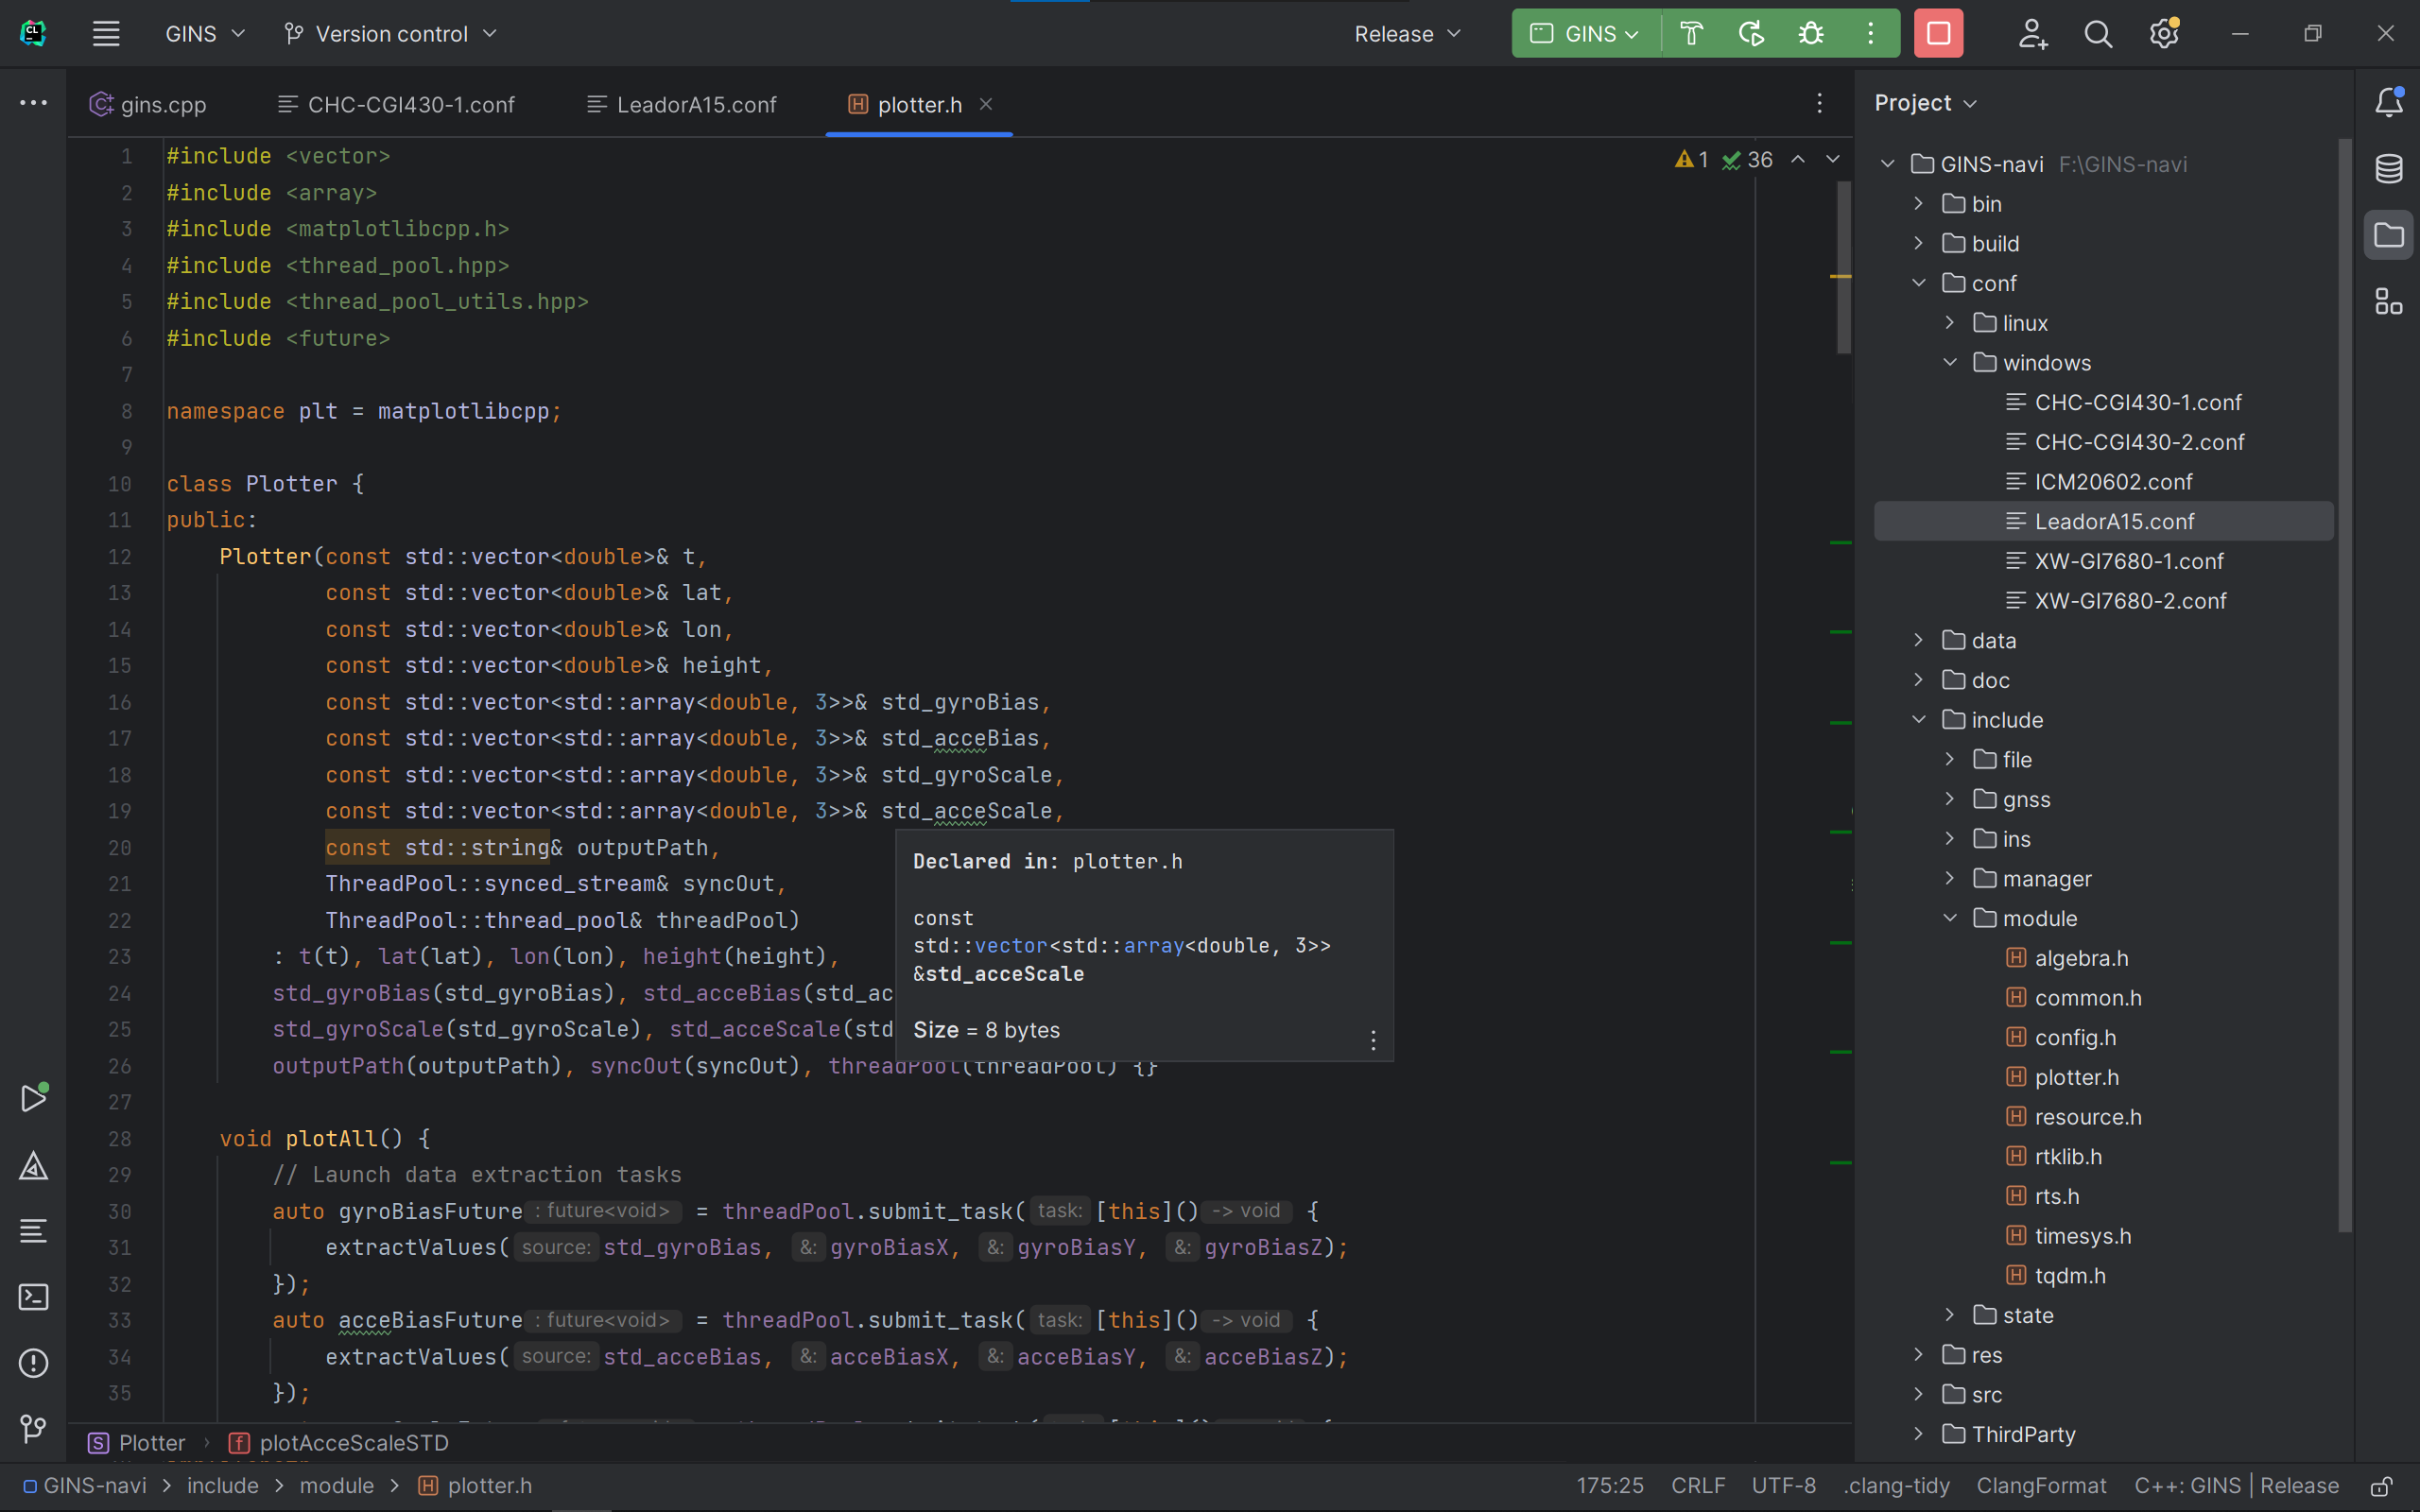 GINS
Version control
Release
GINS
gins.cpp
CHC-CGI430-1.conf
LeadorA15.conf
plotter.h
1 36
1 #include <vector>
2 #include <array>
3 #include <matplotlibcpp.h>
4 #include <thread_pool.hpp>
5 #include <thread_pool_utils.hpp>
6 #include <future>
7
8 namespace plt = matplotlibcpp;
9
10 class Plotter {
11 public:
12 Plotter(const std::vector<double>& t,
13 const std::vector<double>& lat,
14 const std::vector<double>& lon,
15 const std::vector<double>& height,
16 const std::vector<std::array<double, 3>>& std_gyroBias,
17 const std::vector<std::array<double, 3>>& std_acceBias,
18 const std::vector<std::array<double, 3>>& std_gyroScale,
19 const std::vector<std::array<double, 3>>& std_acceScale,
20 const std::string& outputPath,
21 ThreadPool::synced_stream& syncOut,
22 ThreadPool::thread_pool& threadPool)
23 : t(t), lat(lat), lon(lon), height(height),
24 std_gyroBias(std_gyroBias), std_acceBias(std_ac
25 std_gyroScale(std_gyroScale), std_acceScale(std
26 outputPath(outputPath), syncOut(syncOut), threadPool(threadPool) {}
27
28 void plotAll() {
29 // Launch data extraction tasks
30 auto gyroBiasFuture : future<void> = threadPool.submit_task( task: [this]() -> void {
31 extractValues( source: std_gyroBias, &: gyroBiasX, &: gyroBiasY, &: gyroBiasZ);
32 });
33 auto acceBiasFuture : future<void> = threadPool.submit_task( task: [this]() -> void {
34 extractValues( source: std_acceBias, &: acceBiasX, &: acceBiasY, &: acceBiasZ);
35 });
Declared in: plotter.h
const
std::vector<std::array<double, 3>>
&std_acceScale
Size = 8 bytes
Plotter
plotAcceScaleSTD
Project
GINS-navi F:\GINS-navi
bin
build
conf
linux
windows
CHC-CGI430-1.conf
CHC-CGI430-2.conf
ICM20602.conf
LeadorA15.conf
XW-GI7680-1.conf
XW-GI7680-2.conf
data
doc
include
file
gnss
ins
manager
module
algebra.h
common.h
config.h
plotter.h
resource.h
rtklib.h
rts.h
timesys.h
tqdm.h
state
res
src
ThirdParty
GINS-navi > include > module > plotter.h
175:25 CRLF UTF-8 .clang-tidy ClangFormat C++: GINS | Release